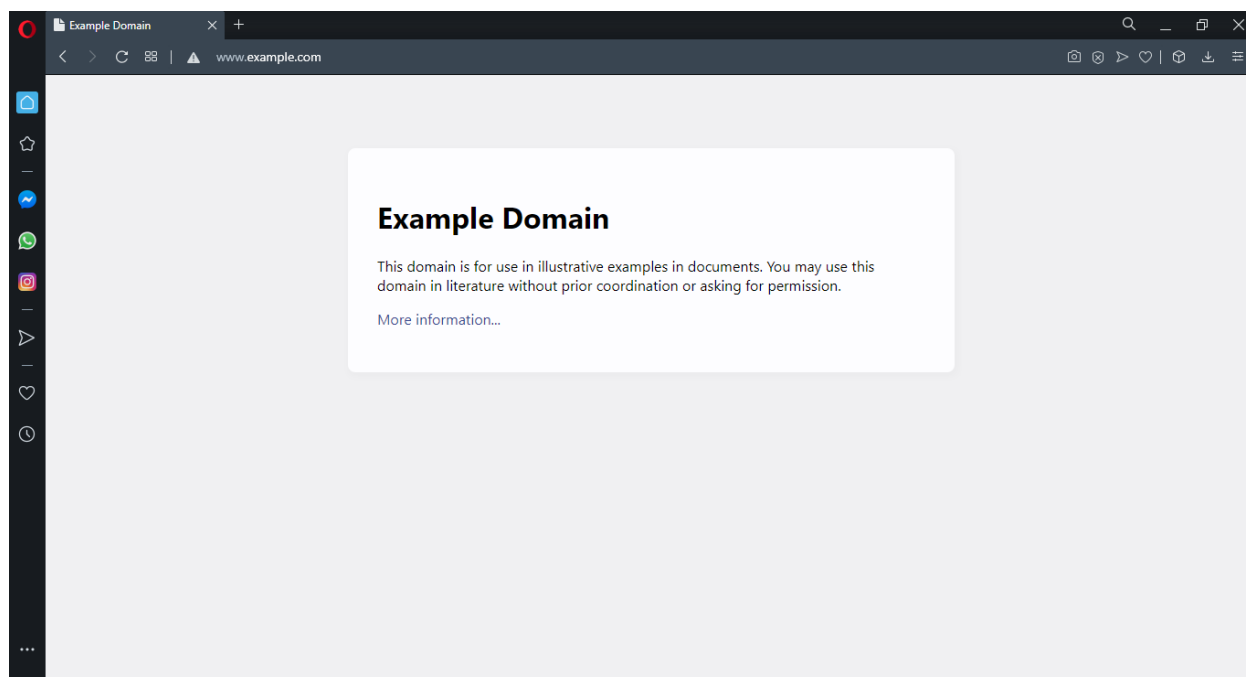 Example Domain
www.example.com
Example Domain
This domain is for use in illustrative examples in documents. You may use this
domain in literature without prior coordination or asking for permission.
More information...